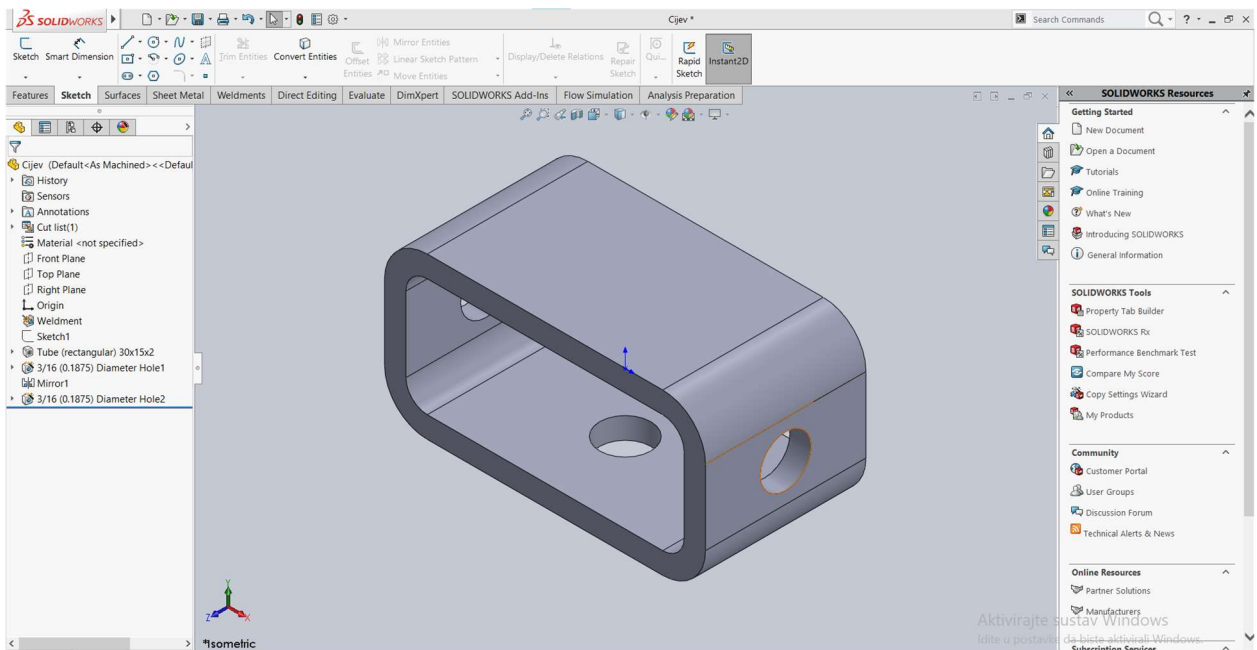 SOLIDWORKS
Cijev *
Search Commands
?
Sketch
Smart Dimension
Trim Entities
Convert Entities
Offset Entities
Mirror Entities
Linear Sketch Pattern
Move Entities
Display/Delete Relations
Repair Sketch
Qui...
Rapid Sketch
Instant2D
Features
Sketch
Surfaces
Sheet Metal
Weldments
Direct Editing
Evaluate
DimXpert
SOLIDWORKS Add-Ins
Flow Simulation
Analysis Preparation
Cijev (Default<As Machined><<Defaul
History
Sensors
Annotations
Cut list(1)
Material <not specified>
Front Plane
Top Plane
Right Plane
Origin
Weldment
Sketch1
Tube (rectangular) 30x15x2
3/16 (0.1875) Diameter Hole1
Mirror1
3/16 (0.1875) Diameter Hole2
Y
Z
X
*Isometric
SOLIDWORKS Resources
Getting Started
New Document
Open a Document
Tutorials
Online Training
What's New
Introducing SOLIDWORKS
General Information
SOLIDWORKS Tools
Property Tab Builder
SOLIDWORKS Rx
Performance Benchmark Test
Compare My Score
Copy Settings Wizard
My Products
Community
Customer Portal
User Groups
Discussion Forum
Technical Alerts & News
Online Resources
Partner Solutions
Manufacturers
Subscription Services
Aktivirajte sustav Windows
Idite u postavke da biste aktivirali Windows.